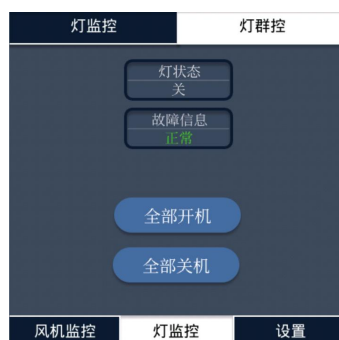 灯监控 灯群控
灯状态
关
故障信息
正常
全部开机
全部关机
风机监控 灯监控 设置